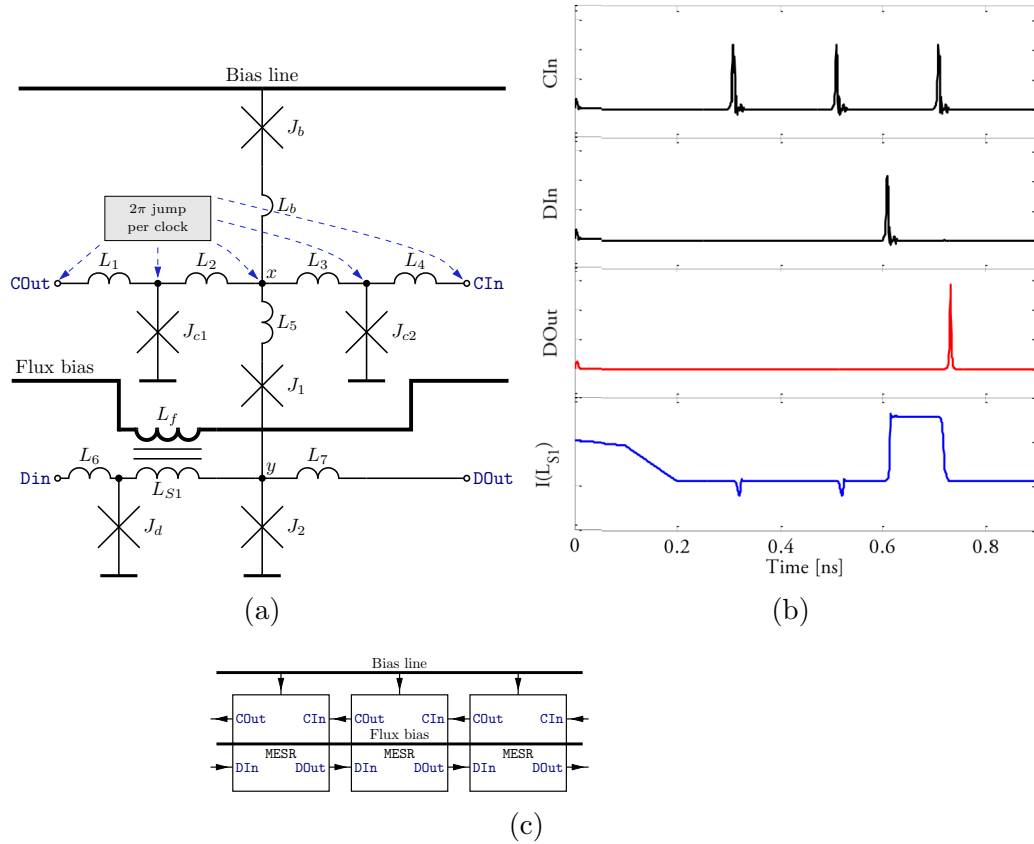 Bias line
J_b
L_b
2π jump
per clock
L_1
L_2
x
L_3
L_4
COut
CIn
L_5
J_c1
J_c2
Flux bias
J_1
L_f
L_6
y
L_7
Din
DOut
L_S1
J_d
J_2
(a)
CIn
DIn
DOut
I(L_S1)
0
0.2
0.4
0.6
0.8
Time [ns]
(b)
Bias line
COut CIn COut CIn COut CIn
Flux bias
MESR MESR MESR
DIn DOut DIn DOut DIn DOut
(c)